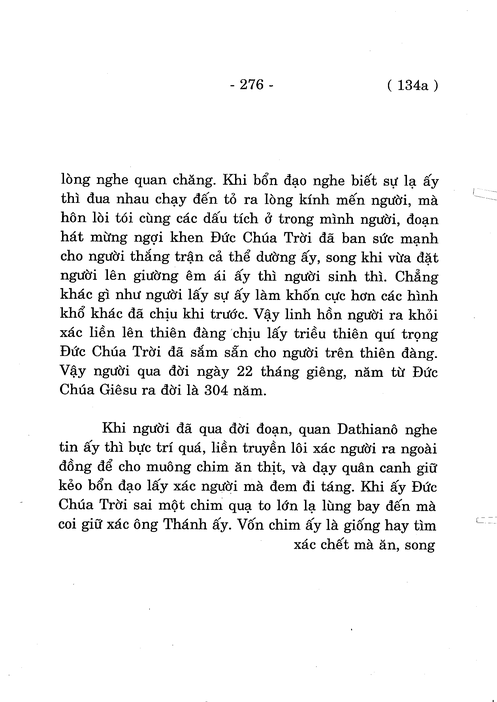 - 276 - ( 134a )
lòng nghe quan chăng. Khi bổn đạo nghe biết sự lạ ấy
thì đua nhau chạy đến tỏ ra lòng kính mến người, mà
hôn lòi tói cùng các dấu tích ở trong mình người, đoạn
hát mừng ngợi khen Đức Chúa Trời đã ban sức mạnh
cho người thắng trận cả thể dường ấy, song khi vừa đặt
người lên giường êm ái ấy thì người sinh thì. Chẳng
khác gì như người lấy sự ấy làm khốn cực hơn các hình
khổ khác đã chịu khi trước. Vậy linh hồn người ra khỏi
xác liền lên thiên đàng chịu lấy triều thiên quí trọng
Đức Chúa Trời đã sắm sẵn cho người trên thiên đàng.
Vậy người qua đời ngày 22 tháng giêng, năm từ Đức
Chúa Giêsu ra đời là 304 năm.
Khi người đã qua đời đoạn, quan Dathianô nghe
tin ấy thì bực trí quá, liền truyền lôi xác người ra ngoài
đồng để cho muông chim ăn thịt, và dạy quân canh giữ
kẻo bổn đạo lấy xác người mà đem đi táng. Khi ấy Đức
Chúa Trời sai một chim quạ to lớn lạ lùng bay đến mà
coi giữ xác ông Thánh ấy. Vốn chim ấy là giống hay tìm
xác chết mà ăn, song